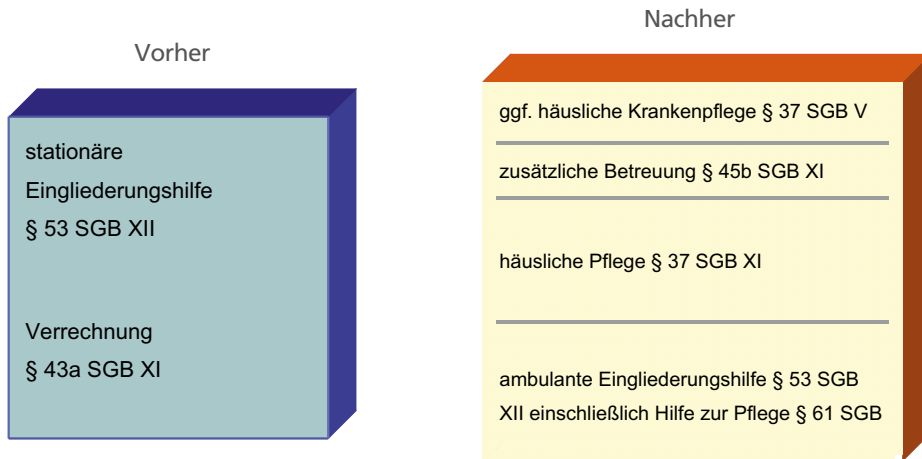 Vorher
stationäre
Eingliederungshilfe
§ 53 SGB XII
Verrechnung
§ 43a SGB XI
Nachher
ggf. häusliche Krankenpflege § 37 SGB V
zusätzliche Betreuung § 45b SGB XI
häusliche Pflege § 37 SGB XI
ambulante Eingliederungshilfe § 53 SGB
XII einschließlich Hilfe zur Pflege § 61 SGB